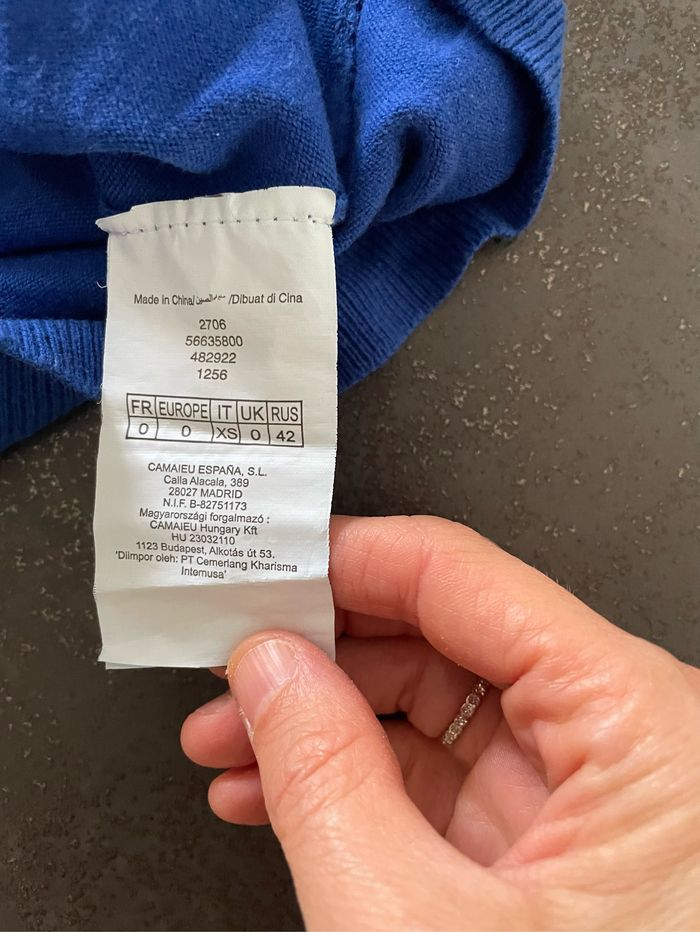 Made in China/صنع في الصين/Dibuat di Cina
2706
56635800
482922
1256
FR EUROPE IT UK RUS
0 0 XS 0 42
CAMAIEU ESPAÑA, S.L.
Calla Alacala, 389
28027 MADRID
N.I.F. B-82751173
Magyarországi forgalmazó :
CAMAIEU Hungary Kft
HU 23032110
1123 Budapest, Alkotás út 53.
'Diimpor oleh: PT Cemerlang Kharisma
Internusa'